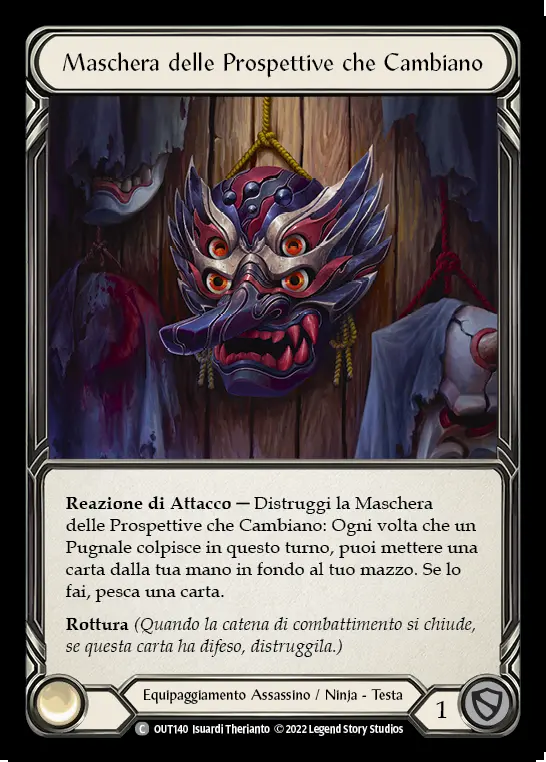 Maschera delle Prospettive che Cambiano
Reazione di Attacco — Distruggi la Maschera
delle Prospettive che Cambiano: Ogni volta che un
Pugnale colpisce in questo turno, puoi mettere una
carta dalla tua mano in fondo al tuo mazzo. Se lo
fai, pesca una carta.
Rottura (Quando la catena di combattimento si chiude,
se questa carta ha difeso, distruggila.)
Equipaggiamento Assassino / Ninja - Testa
1
C OUT140 Isuardi Therianto © 2022 Legend Story Studios